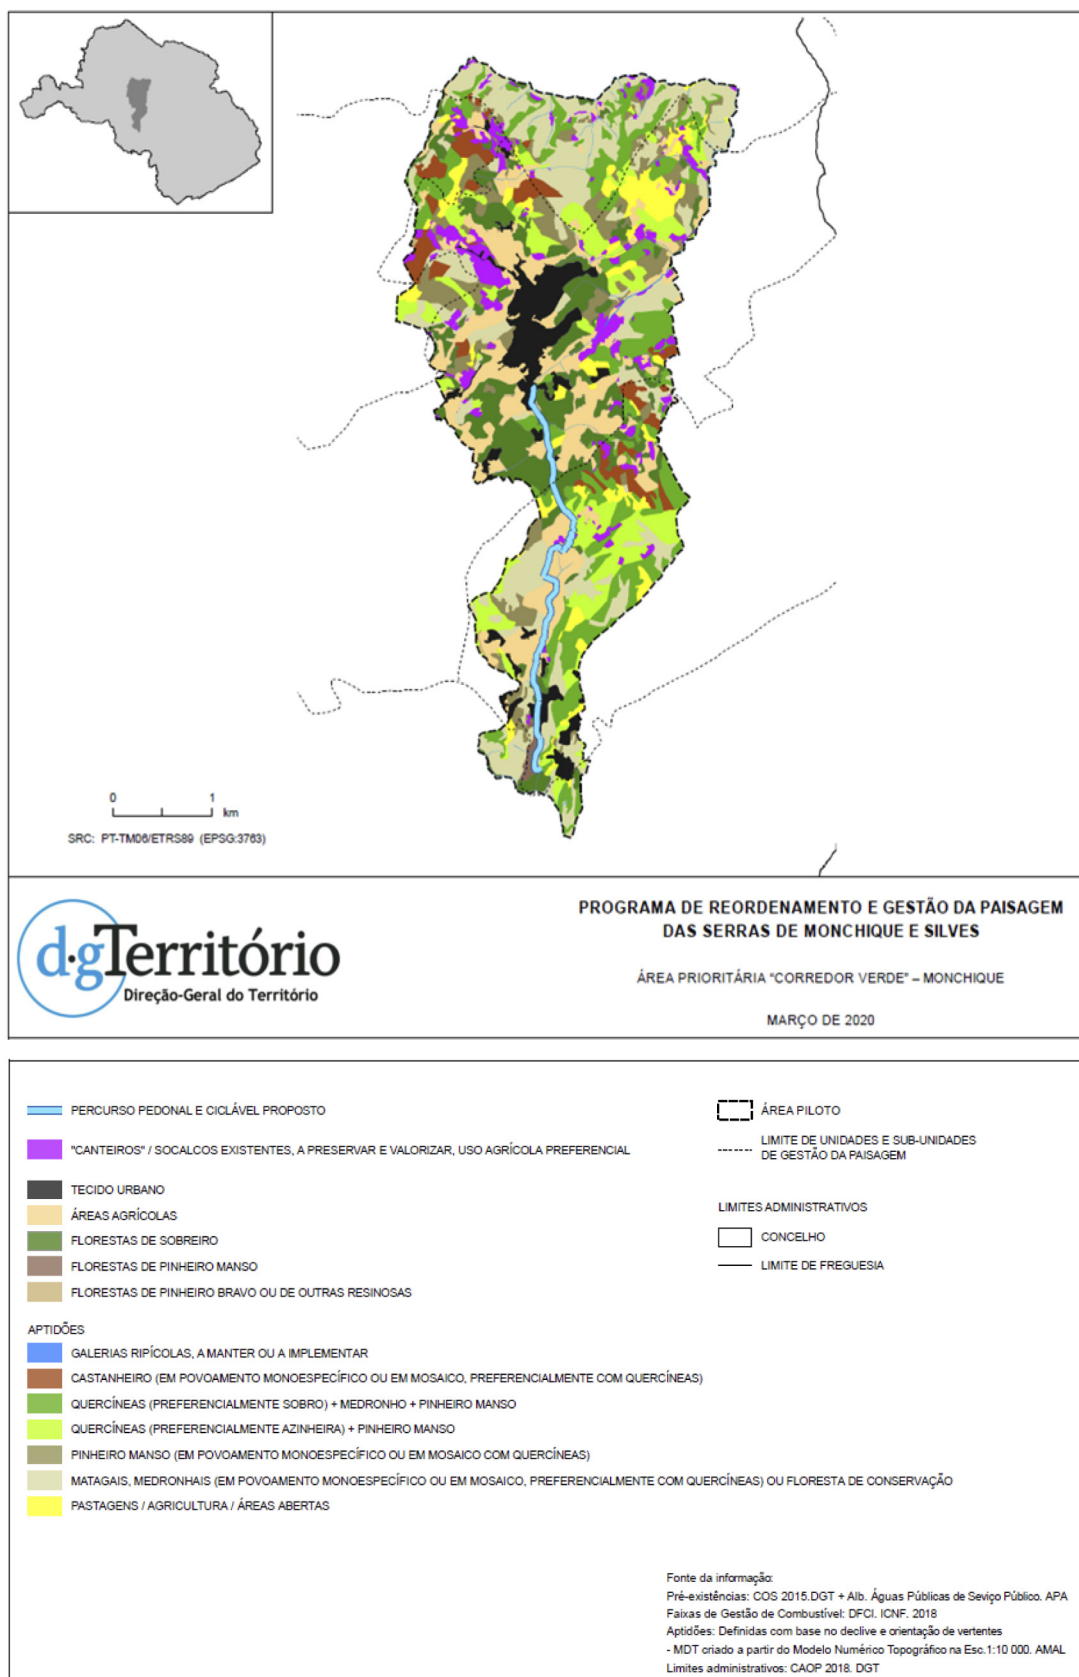 0 1
km
SRC: PT-TM06/ETRS89 (EPSG:3763)
d·gTerritório
Direção-Geral do Território
PROGRAMA DE REORDENAMENTO E GESTÃO DA PAISAGEM
DAS SERRAS DE MONCHIQUE E SILVES
ÁREA PRIORITÁRIA "CORREDOR VERDE" – MONCHIQUE
MARÇO DE 2020
PERCURSO PEDONAL E CICLÁVEL PROPOSTO
"CANTEIROS" / SOCALCOS EXISTENTES, A PRESERVAR E VALORIZAR, USO AGRÍCOLA PREFERENCIAL
TECIDO URBANO
ÁREAS AGRÍCOLAS
FLORESTAS DE SOBREIRO
FLORESTAS DE PINHEIRO MANSO
FLORESTAS DE PINHEIRO BRAVO OU DE OUTRAS RESINOSAS
APTIDÕES
GALERIAS RIPÍCOLAS, A MANTER OU A IMPLEMENTAR
CASTANHEIRO (EM POVOAMENTO MONOESPECÍFICO OU EM MOSAICO, PREFERENCIALMENTE COM QUERCÍNEAS)
QUERCÍNEAS (PREFERENCIALMENTE SOBRO) + MEDRONHO + PINHEIRO MANSO
QUERCÍNEAS (PREFERENCIALMENTE AZINHEIRA) + PINHEIRO MANSO
PINHEIRO MANSO (EM POVOAMENTO MONOESPECÍFICO OU EM MOSAICO COM QUERCÍNEAS)
MATAGAIS, MEDRONHAIS (EM POVOAMENTO MONOESPECÍFICO OU EM MOSAICO, PREFERENCIALMENTE COM QUERCÍNEAS) OU FLORESTA DE CONSERVAÇÃO
PASTAGENS / AGRICULTURA / ÁREAS ABERTAS
ÁREA PILOTO
LIMITE DE UNIDADES E SUB-UNIDADES
DE GESTÃO DA PAISAGEM
LIMITES ADMINISTRATIVOS
CONCELHO
LIMITE DE FREGUESIA
Fonte da informação:
Pré-existências: COS 2015.DGT + Alb. Águas Públicas de Seviço Público. APA
Faixas de Gestão de Combustível: DFCI. ICNF. 2018
Aptidões: Definidas com base no declive e orientação de vertentes
- MDT criado a partir do Modelo Numérico Topográfico na Esc.1:10 000. AMAL
Limites administrativos: CAOP 2018. DGT